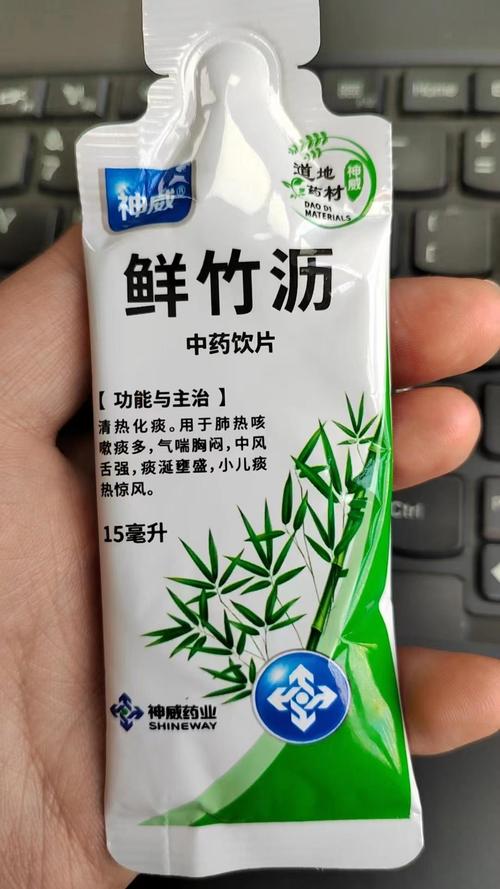 神威®
道地
药材
神威
DAO DI
MATERIALS
鲜竹沥
中药饮片
【 功能与主治 】
清热化痰。用于肺热咳
嗽痰多，气喘胸闷，中风
舌强，痰涎壅盛，小儿痰
热惊风。
15毫升
神威药业
SHINEWAY
Home
Ctrl